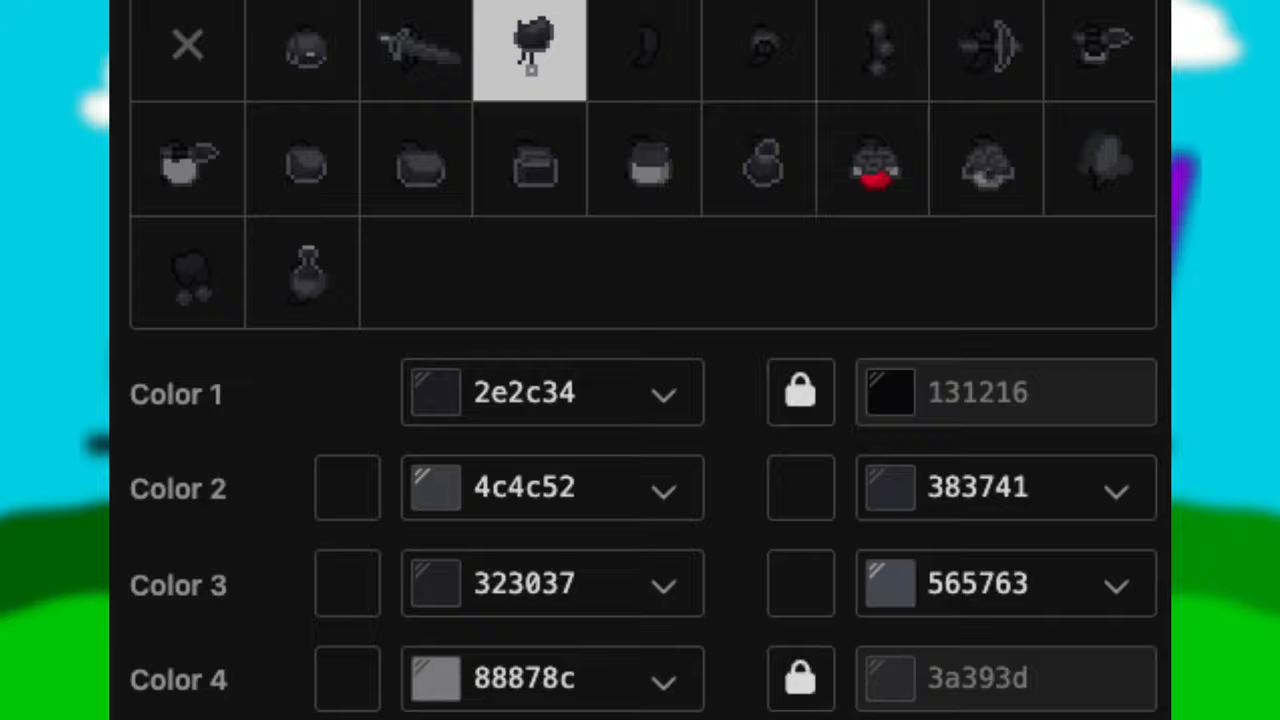 Color 1 2e2c34 131216
Color 2 4c4c52 383741
Color 3 323037 565763
Color 4 88878c 3a393d